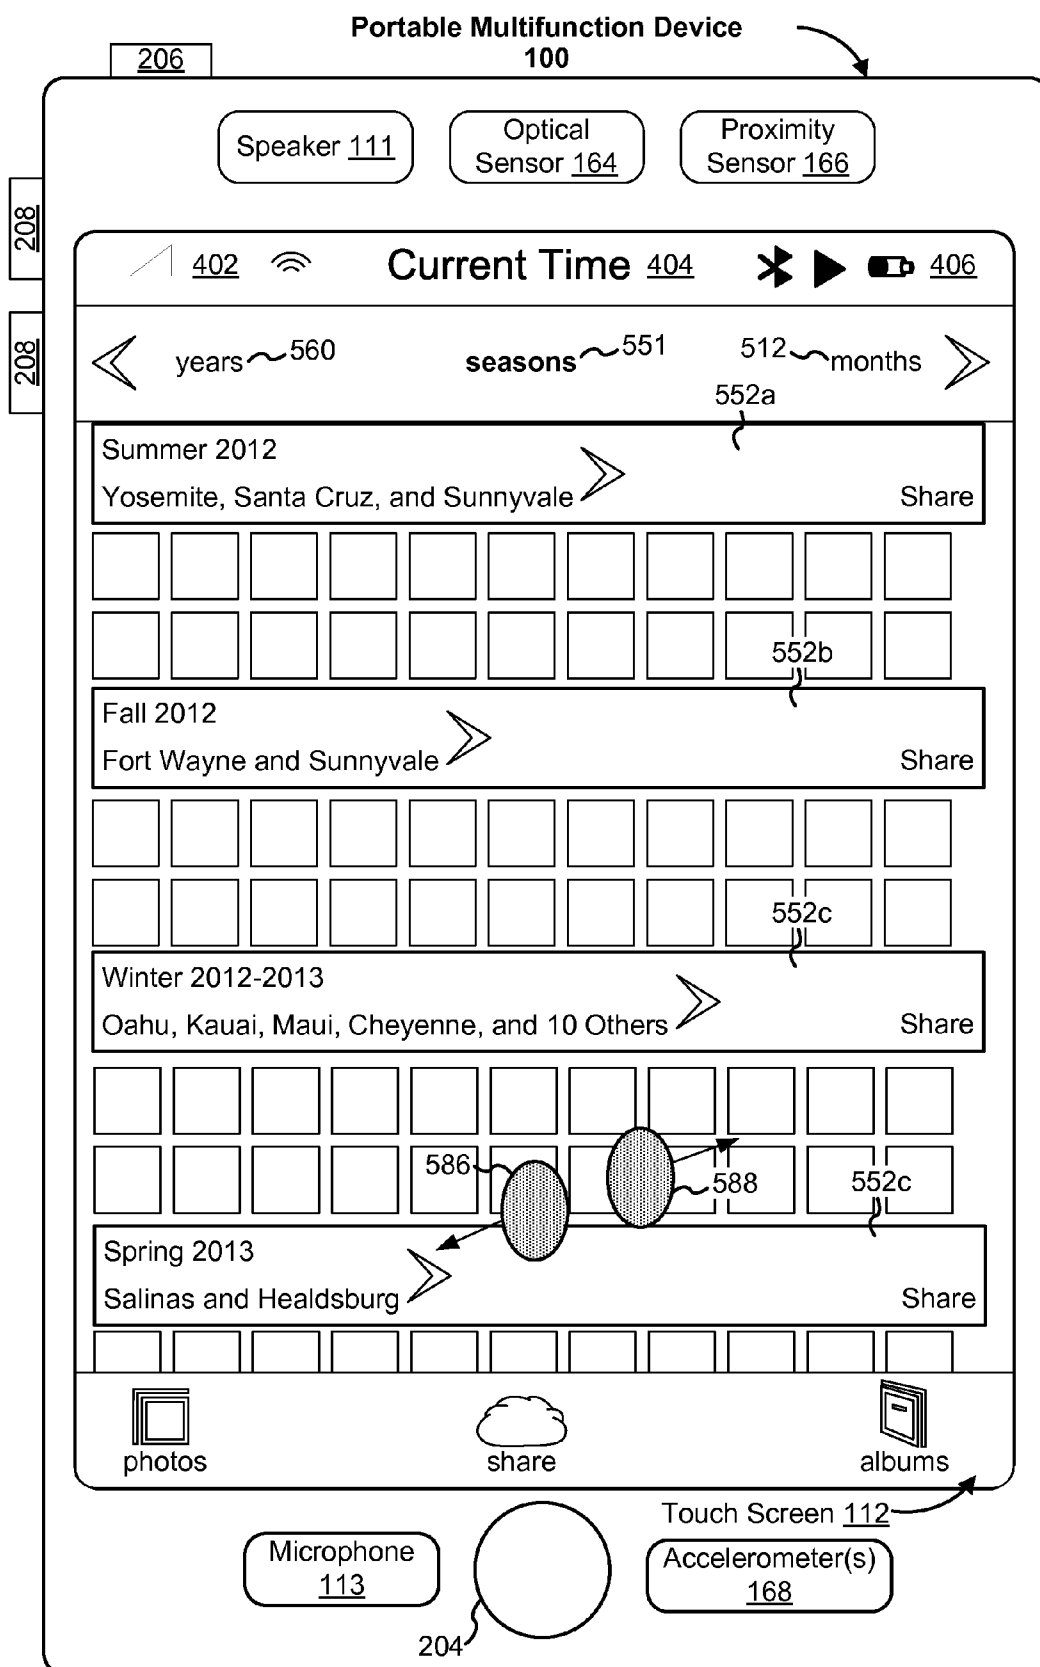 Portable Multifunction Device
100
206
Speaker 111
Optical
Sensor 164
Proximity
Sensor 166
208
402
Current Time 404
406
208
years 560
seasons 551
512 months
552a
Summer 2012
Yosemite, Santa Cruz, and Sunnyvale
Share
552b
Fall 2012
Fort Wayne and Sunnyvale
Share
552c
Winter 2012-2013
Oahu, Kauai, Maui, Cheyenne, and 10 Others
Share
586
588
552c
Spring 2013
Salinas and Healdsburg
Share
photos
share
albums
Touch Screen 112
Microphone
113
Accelerometer(s)
168
204